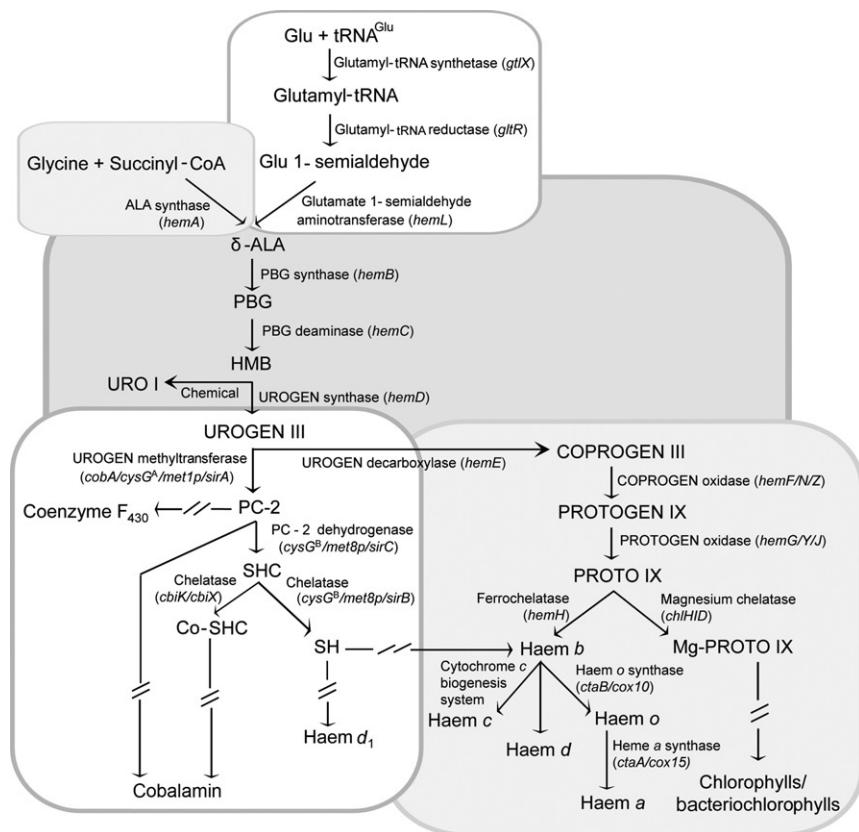 Glu + tRNA^Glu
Glutamyl-tRNA synthetase (gtlX)
Glutamyl-tRNA
Glutamyl-tRNA reductase (gltR)
Glu 1- semialdehyde
Glycine + Succinyl-CoA
ALA synthase
(hemA)
Glutamate 1- semialdehyde
aminotransferase (hemL)
δ-ALA
PBG synthase (hemB)
PBG
PBG deaminase (hemC)
HMB
URO I
Chemical
UROGEN synthase (hemD)
UROGEN III
UROGEN methyltransferase
(cobA/cysG^A/met1p/sirA)
UROGEN decarboxylase (hemE)
COPROGEN III
COPROGEN oxidase (hemF/N/Z)
Coenzyme F₄₃₀
PC-2
PROTOGEN IX
PC - 2 dehydrogenase
(cysG^B/met8p/sirC)
PROTOGEN oxidase (hemG/Y/J)
SHC
PROTO IX
Chelatase
(cbiK/cbiX)
Chelatase
(cysG^B/met8p/sirB)
Ferrochelatase
(hemH)
Magnesium chelatase
(chlHID)
Co-SHC
SH
Haem b
Mg-PROTO IX
Cytochrome c
biogenesis
system
Haem o synthase
(ctaB/cox10)
Haem c
Haem o
Haem d₁
Haem d
Heme a synthase
(ctaA/cox15)
Cobalamin
Haem a
Chlorophylls/
bacteriochlorophylls